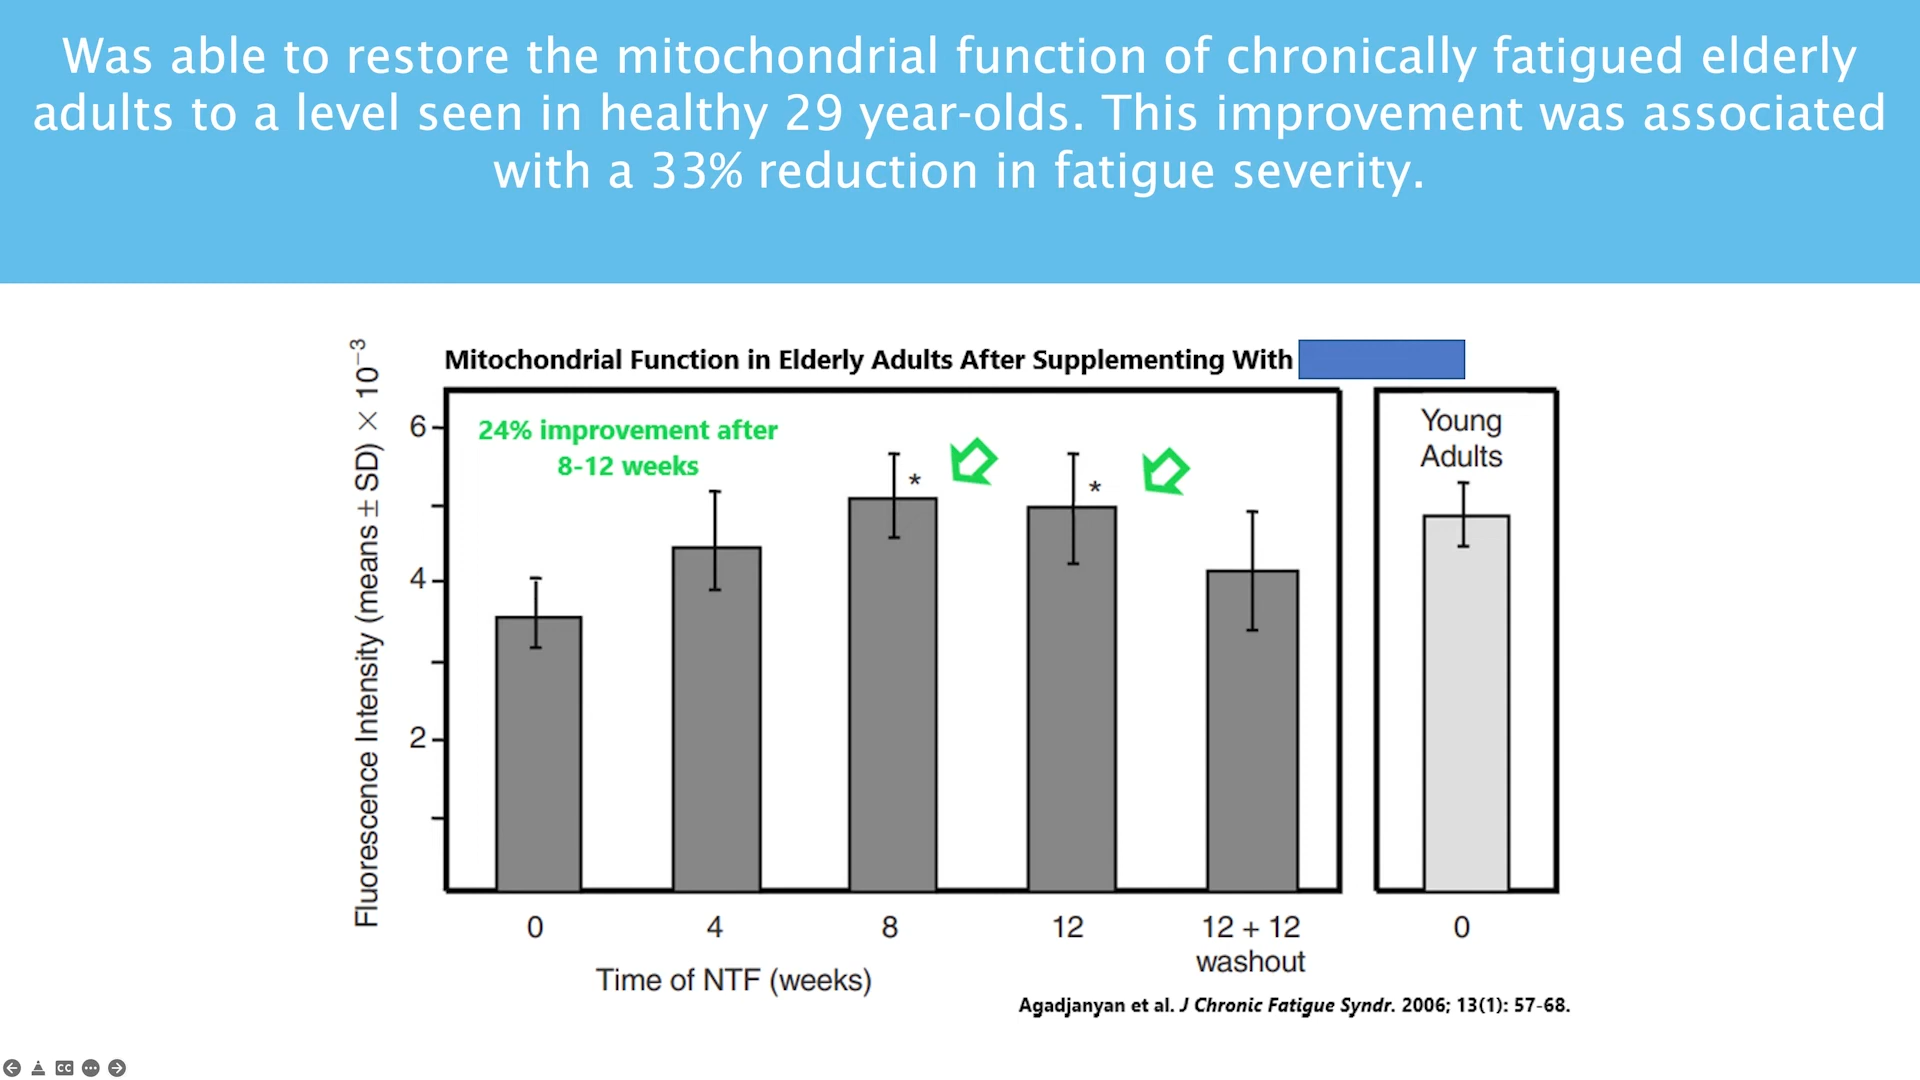 Was able to restore the mitochondrial function of chronically fatigued elderly
adults to a level seen in healthy 29 year-olds. This improvement was associated
with a 33% reduction in fatigue severity.
Mitochondrial Function in Elderly Adults After Supplementing With
Fluorescence Intensity (means ± SD) × 10⁻³
24% improvement after
8-12 weeks
6
4
2
*
*
Young
Adults
0
4
8
12
12 + 12
washout
0
Time of NTF (weeks)
Agadjanyan et al. J Chronic Fatigue Syndr. 2006; 13(1): 57-68.
CC